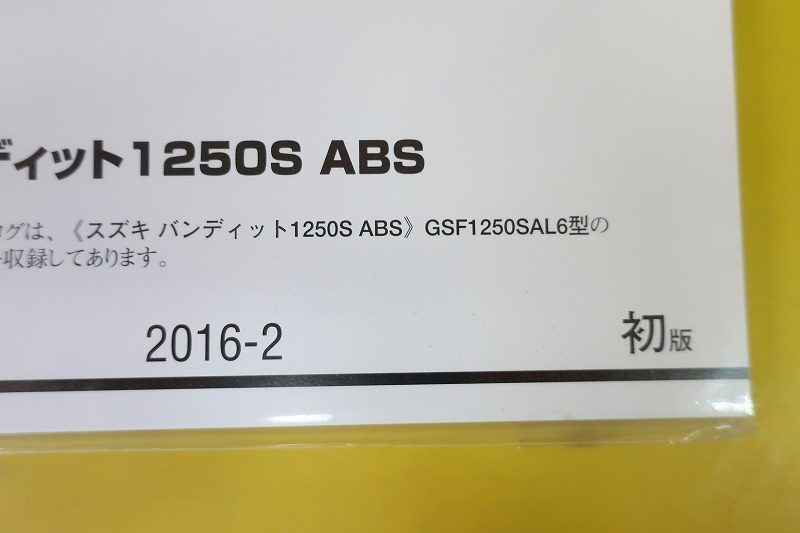 ディット1250S ABS
ログは、《スズキ バンディット1250S ABS》GSF1250SAL6型の
を収録してあります。
2016-2 初版